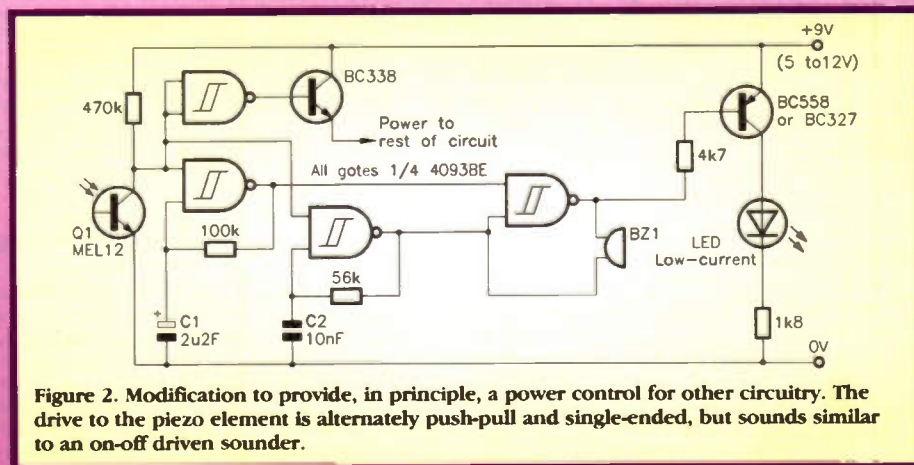 +9V
(5 to12V)
BC338
BC558
or BC327
470k
Power to
rest of circuit
All gotes 1/4 4093BE
4k7
Q1
MEL12
100k
56k
BZ1
LED
Low-current
+
C1
2u2F
C2
10nF
1k8
0V
Figure 2. Modification to provide, in principle, a power control for other circuitry. The
drive to the piezo element is alternately push-pull and single-ended, but sounds similar
to an on-off driven sounder.